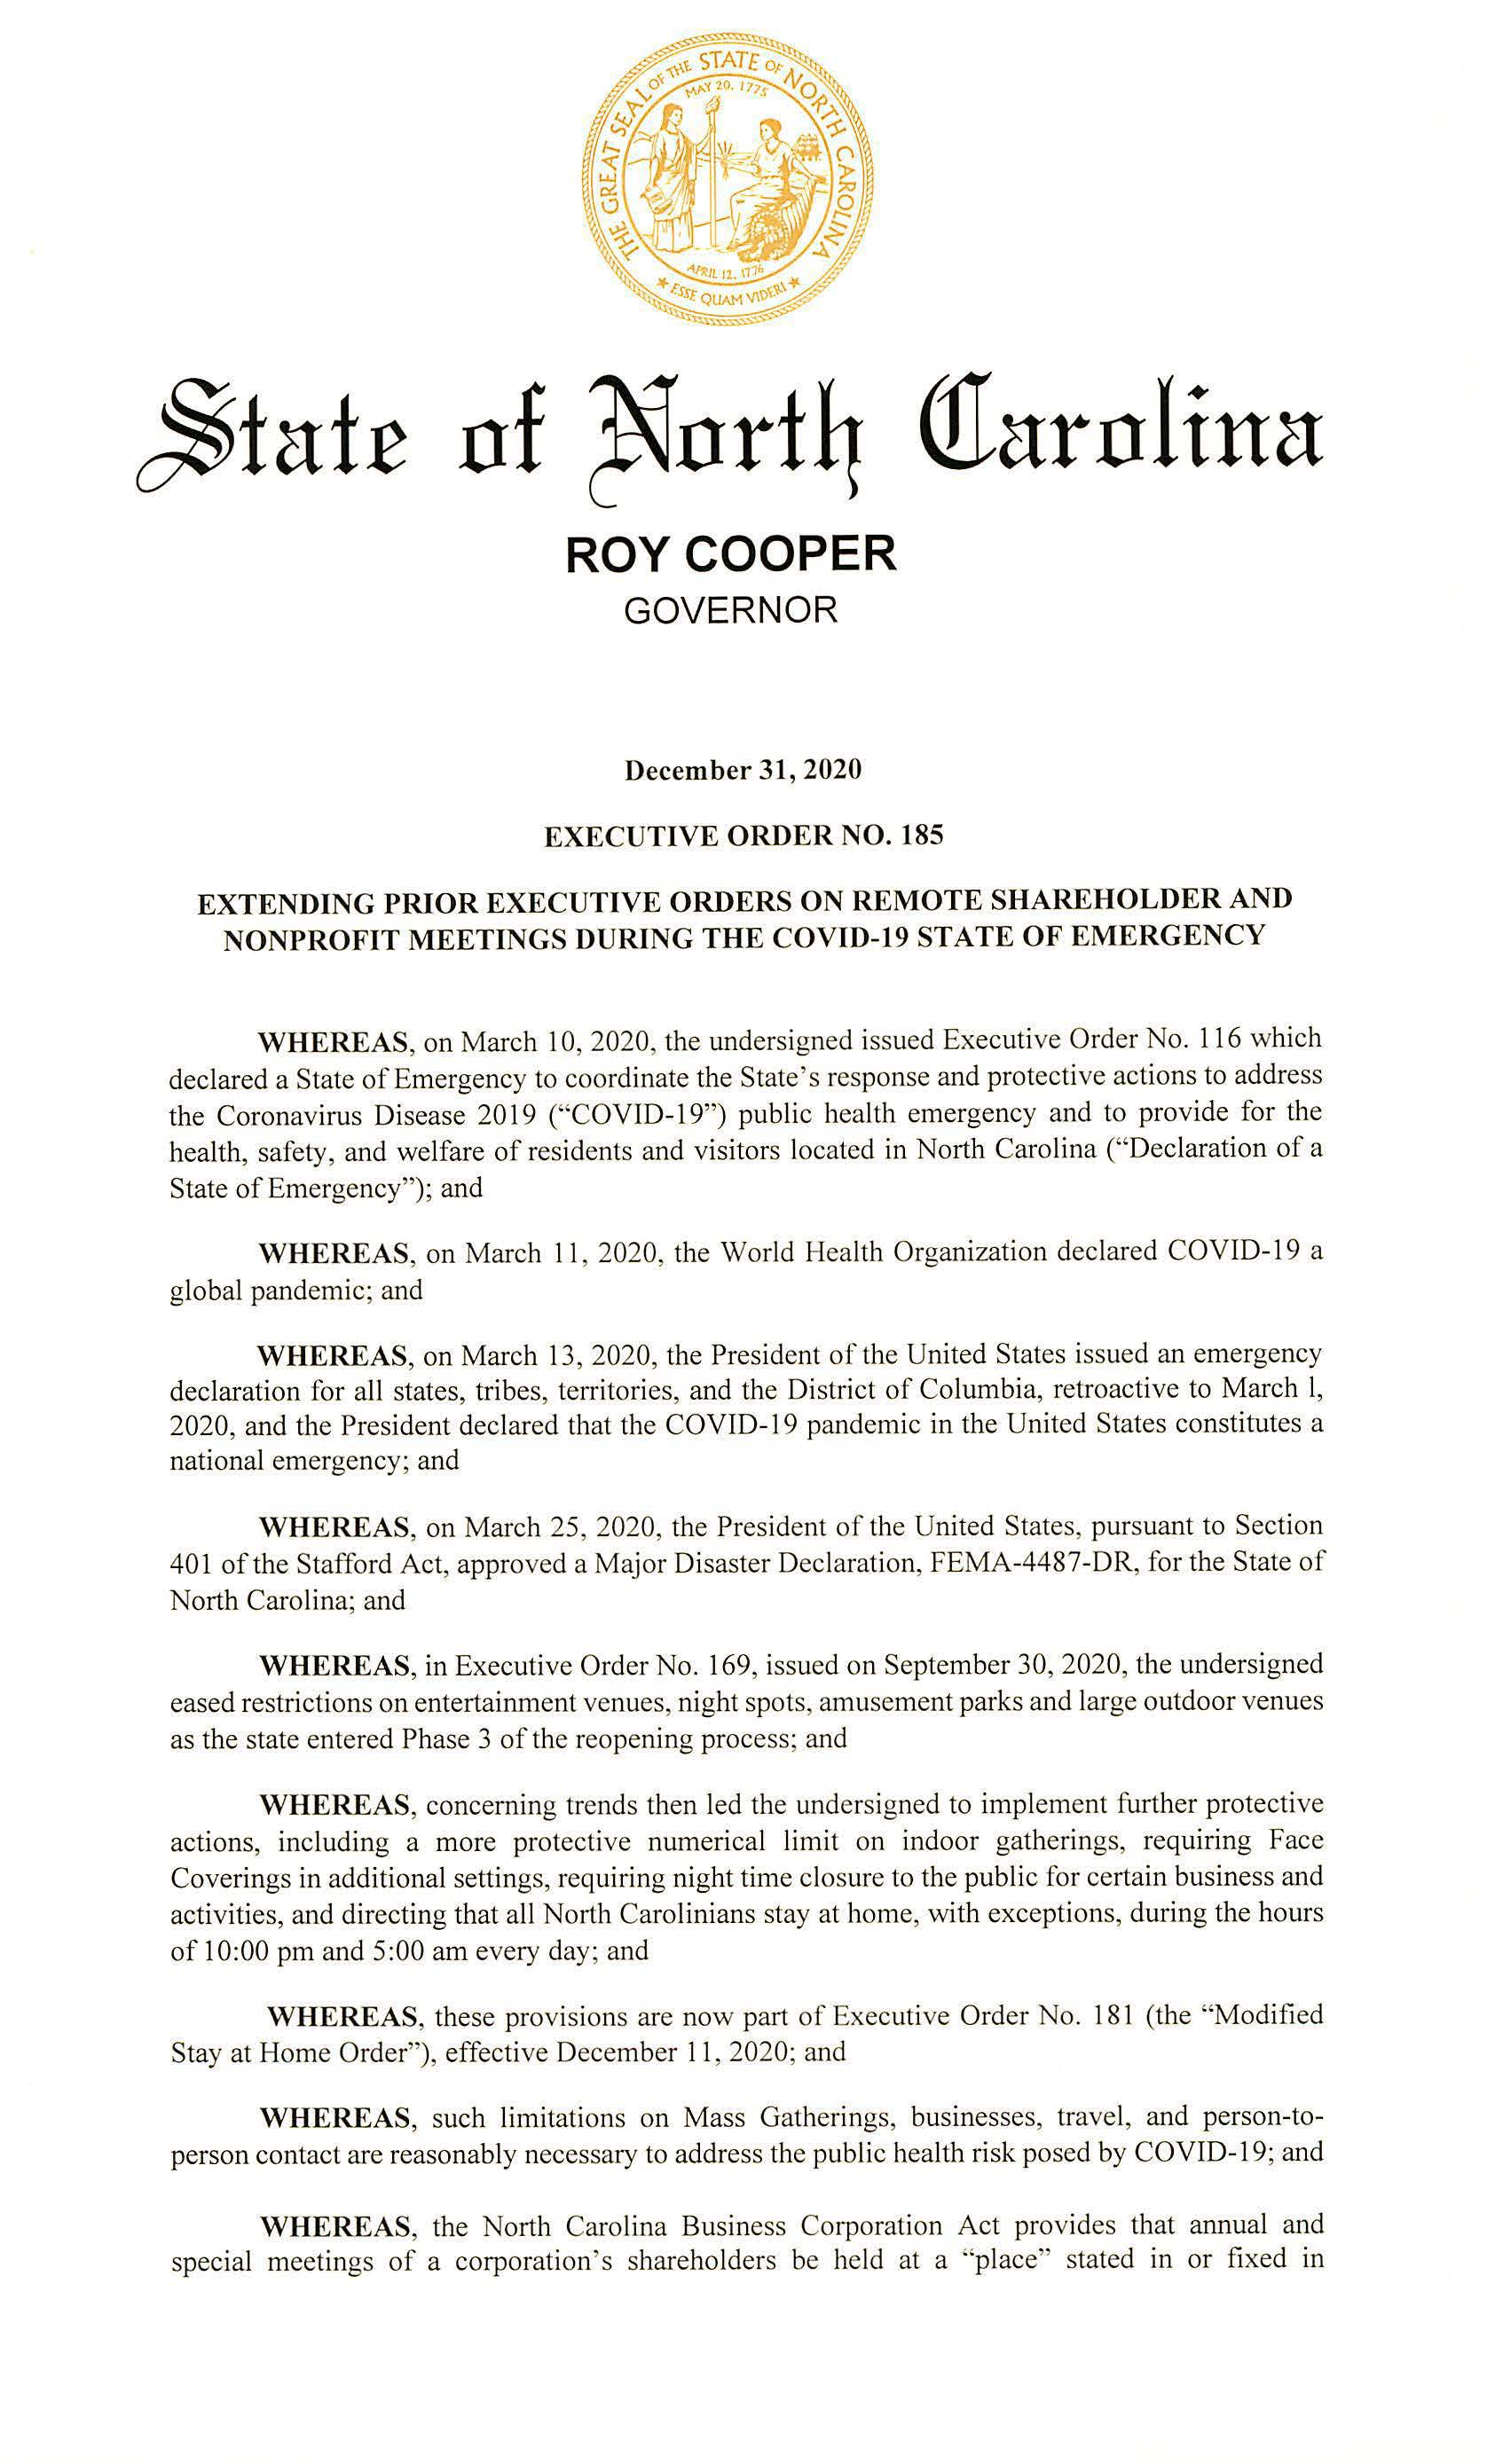 THE GREAT SEAL OF THE STATE OF NORTH CAROLINA
MAY 20, 1775
APRIL 12, 1776
★ ESSE QUAM VIDERI ★
State of North Carolina
ROY COOPER
GOVERNOR
December 31, 2020
EXECUTIVE ORDER NO. 185
EXTENDING PRIOR EXECUTIVE ORDERS ON REMOTE SHAREHOLDER AND
NONPROFIT MEETINGS DURING THE COVID-19 STATE OF EMERGENCY
WHEREAS, on March 10, 2020, the undersigned issued Executive Order No. 116 which
declared a State of Emergency to coordinate the State's response and protective actions to address
the Coronavirus Disease 2019 (“COVID-19”) public health emergency and to provide for the
health, safety, and welfare of residents and visitors located in North Carolina (“Declaration of a
State of Emergency”); and
WHEREAS, on March 11, 2020, the World Health Organization declared COVID-19 a
global pandemic; and
WHEREAS, on March 13, 2020, the President of the United States issued an emergency
declaration for all states, tribes, territories, and the District of Columbia, retroactive to March 1,
2020, and the President declared that the COVID-19 pandemic in the United States constitutes a
national emergency; and
WHEREAS, on March 25, 2020, the President of the United States, pursuant to Section
401 of the Stafford Act, approved a Major Disaster Declaration, FEMA-4487-DR, for the State of
North Carolina; and
WHEREAS, in Executive Order No. 169, issued on September 30, 2020, the undersigned
eased restrictions on entertainment venues, night spots, amusement parks and large outdoor venues
as the state entered Phase 3 of the reopening process; and
WHEREAS, concerning trends then led the undersigned to implement further protective
actions, including a more protective numerical limit on indoor gatherings, requiring Face
Coverings in additional settings, requiring night time closure to the public for certain business and
activities, and directing that all North Carolinians stay at home, with exceptions, during the hours
of 10:00 pm and 5:00 am every day; and
WHEREAS, these provisions are now part of Executive Order No. 181 (the “Modified
Stay at Home Order”), effective December 11, 2020; and
WHEREAS, such limitations on Mass Gatherings, businesses, travel, and person-to-
person contact are reasonably necessary to address the public health risk posed by COVID-19; and
WHEREAS, the North Carolina Business Corporation Act provides that annual and
special meetings of a corporation's shareholders be held at a “place” stated in or fixed in